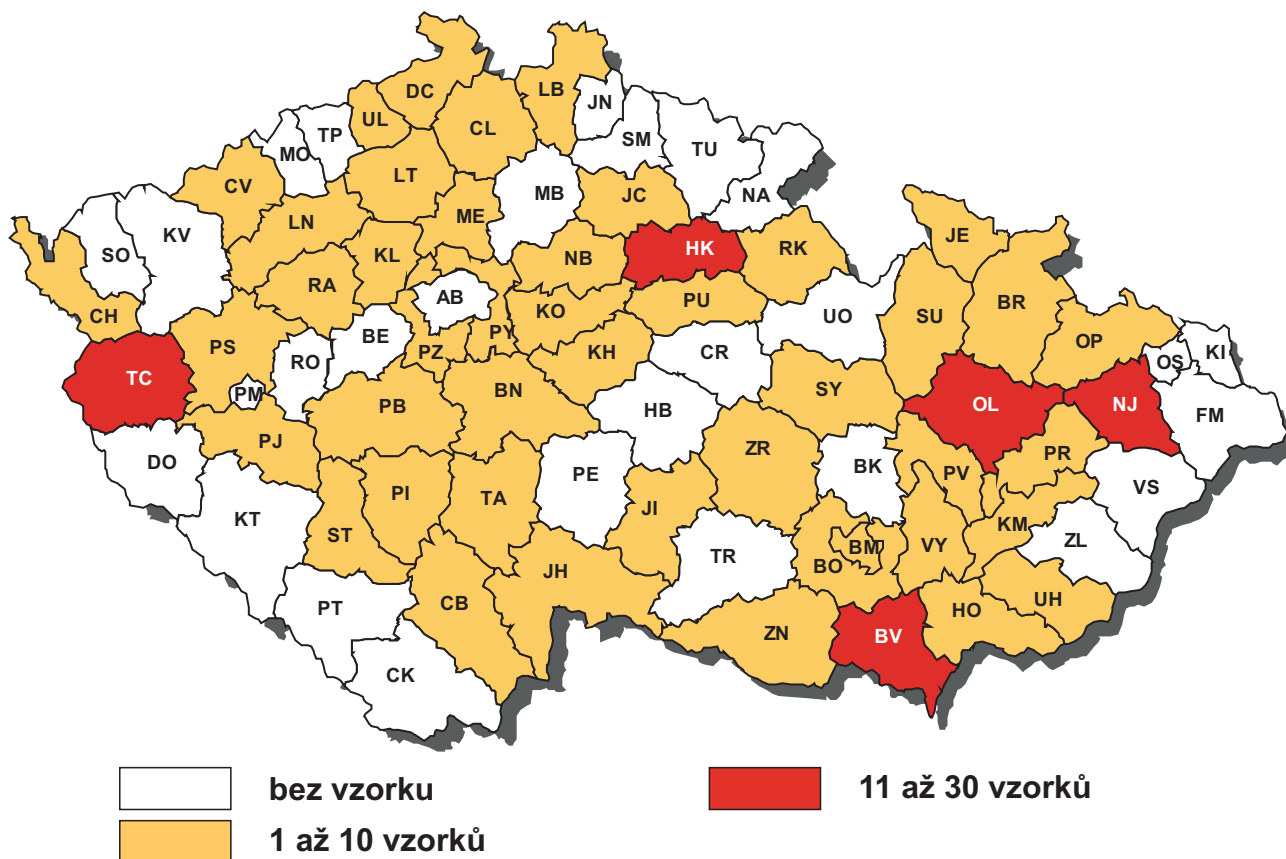 DC
LB
JN
UL
TP
CL
SM
TU
MO
LT
CV
MB
JC
NA
ME
LN
KV
SO
KL
NB
HK
RK
JE
RA
AB
KO
PU
BR
CH
UO
SU
PS
BE
PY
PZ
KH
CR
OP
KI
OS
RO
TC
PM
SY
BN
PB
HB
OL
NJ
FM
PJ
ZR
PR
DO
BK
PV
PE
VS
PI
TA
KT
JI
KM
ST
ZL
BM
VY
TR
BO
JH
UH
CB
HO
PT
ZN
BV
CK
bez vzorku
11 až 30 vzorků
1 až 10 vzorků